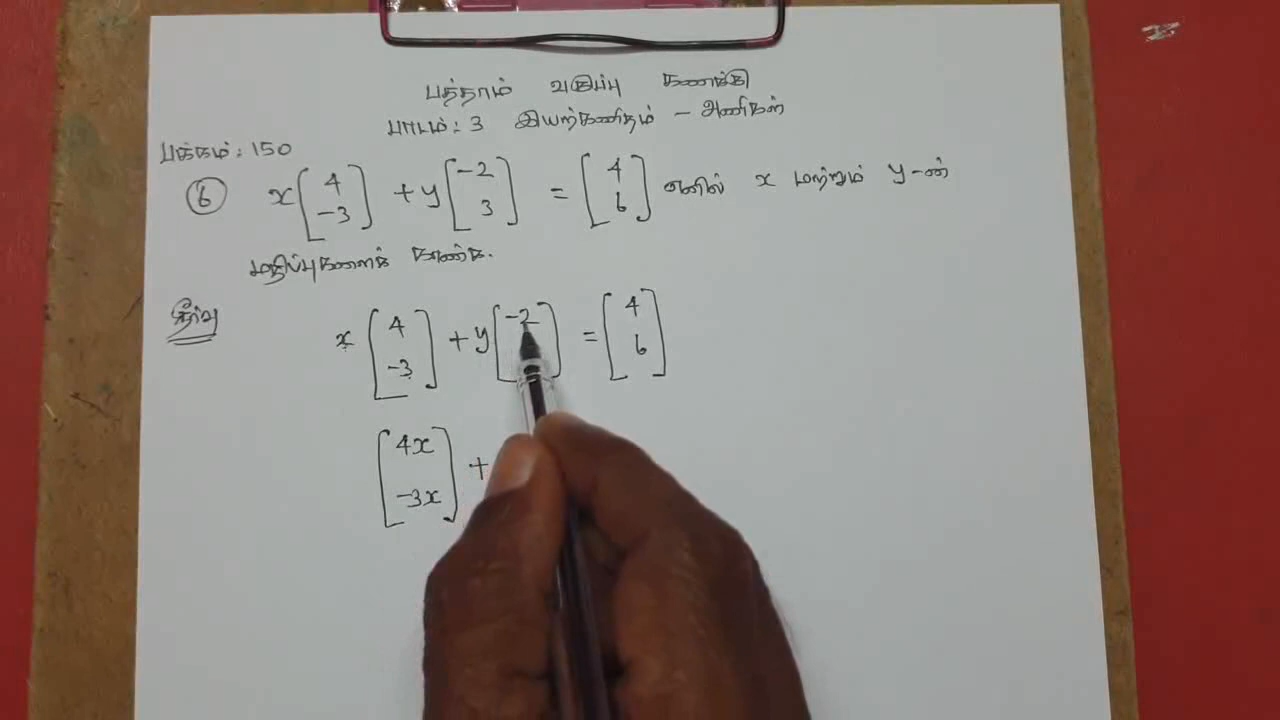 பத்தாம் வகுப்பு கணக்கு
பாடம் : 3 இயற்கணிதம் – அணிகள்
பக்கம் : 150
6 x [4 -3] + y [-2 3] = [4 6] எனில் x மற்றும் y-ன்
மதிப்புகளைக் காண்க.
தீர்வு
x [4 -3] + y [-2] = [4 6]
[4x -3x] +